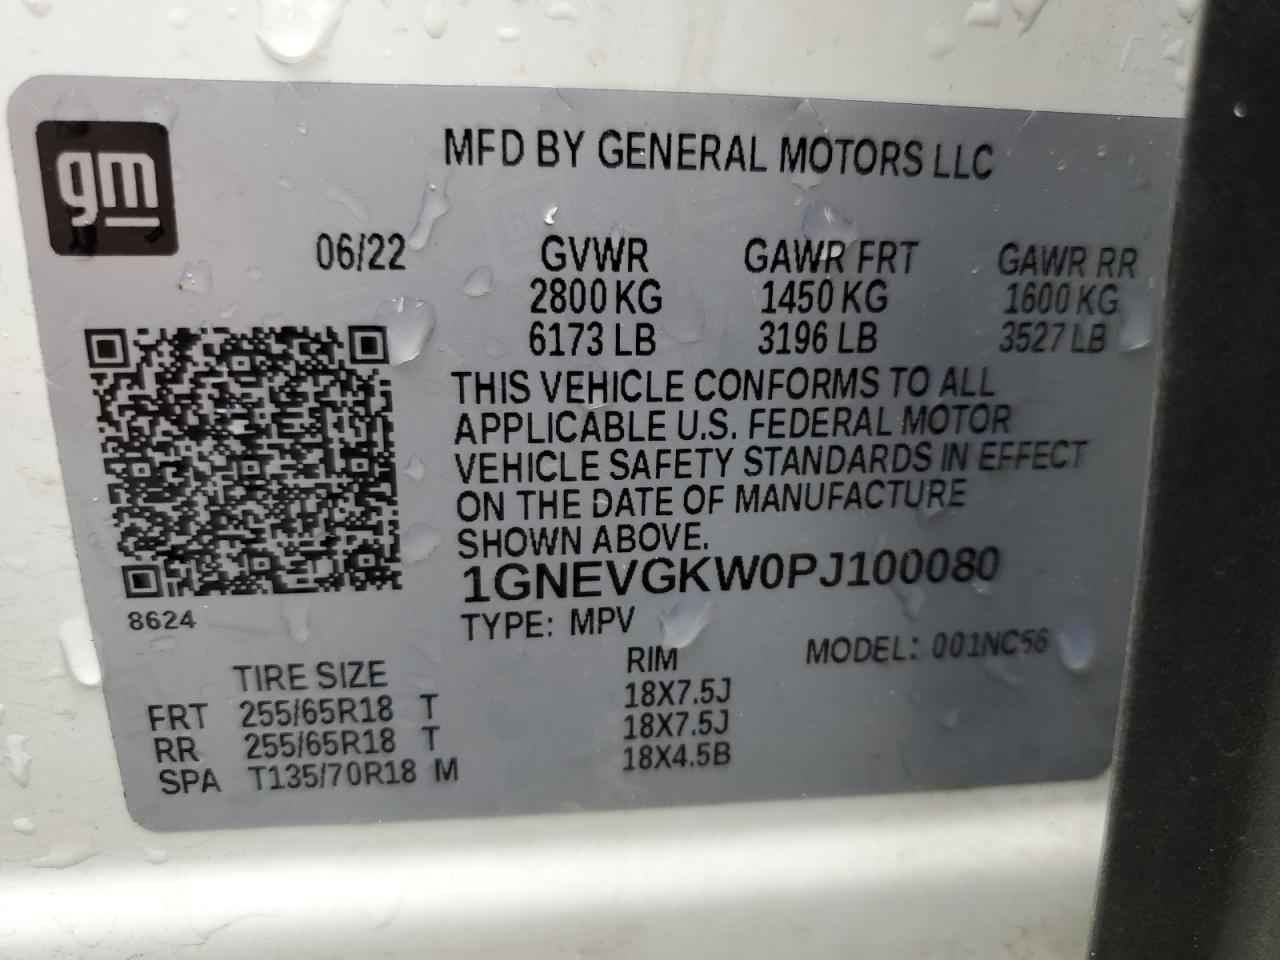 gm
MFD BY GENERAL MOTORS LLC
06/22 GVWR GAWR FRT GAWR RR
2800 KG 1450 KG 1600 KG
6173 LB 3196 LB 3527 LB
THIS VEHICLE CONFORMS TO ALL
APPLICABLE U.S. FEDERAL MOTOR
VEHICLE SAFETY STANDARDS IN EFFECT
ON THE DATE OF MANUFACTURE
SHOWN ABOVE.
1GNEVGKW0PJ100080
8624
TYPE: MPV
MODEL: 001NC56
TIRE SIZE RIM
FRT 255/65R18 T 18X7.5J
RR 255/65R18 T 18X7.5J
SPA T135/70R18 M 18X4.5B